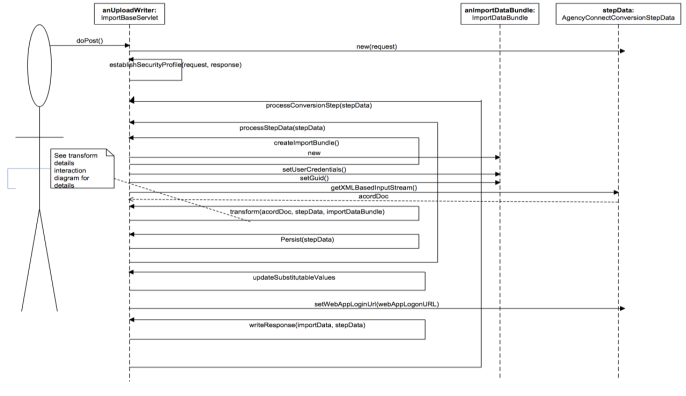 anUploadWriter:
ImportBaseServlet
anImportDataBundle:
ImportDataBundle
stepData:
AgencyConnectConversionStepData
doPost()
new(request)
establishSecurityProfile(request, response)
processConversionStep(stepData)
processStepData(stepData)
createImportBundle()
new
See transform
details
interaction
diagram for
details
setUserCredentials()
setGuid()
getXMLBasedInputStream()
acordDoc
transform(acordDoc, stepData, importDataBundle)
Persist(stepData)
updateSubstitutableValues
setWebAppLoginUrl(webAppLogonURL)
writeResponse(importData, stepData)